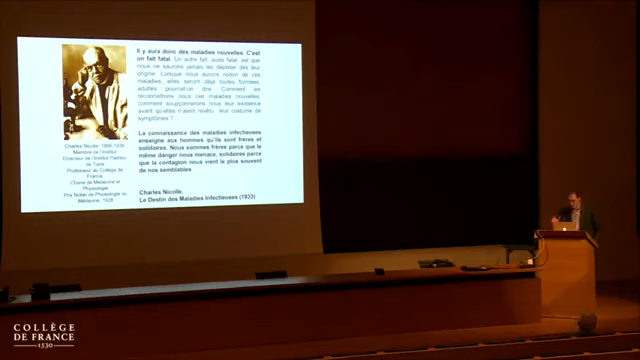 Il y aura donc des maladies nouvelles. C'est
un fait fatal. Un autre fait, aussi fatal, est que
nous ne saurons jamais les dépister dès leur
origine. Lorsque nous aurons notion de ces
maladies, elles seront déjà toutes formées,
adultes pourrait-on dire. Comment les
reconnaîtrons nous ces maladies nouvelles,
comment soupçonnerons nous leur existence
avant qu'elles n'aient revêtu, leur costume de
symptômes ?
La connaissance des maladies infectieuses
enseigne aux hommes qu'ils sont frères et
solidaires. Nous sommes frères parce que le
même danger nous menace, solidaires parce
que la contagion nous vient le plus souvent
de nos semblables
Charles Nicolle,
Le Destin des Maladies Infectieuses (1933)
Charles Nicolle, 1866-1936
Membre de l'Institut
Directeur de l'Institut Pasteur
de Tunis
Professeur au Collège de
France,
Chaire de Médecine et
Physiologie
Prix Nobel de Physiologie ou
Médecine, 1928
COLLÈGE
DE FRANCE
1530